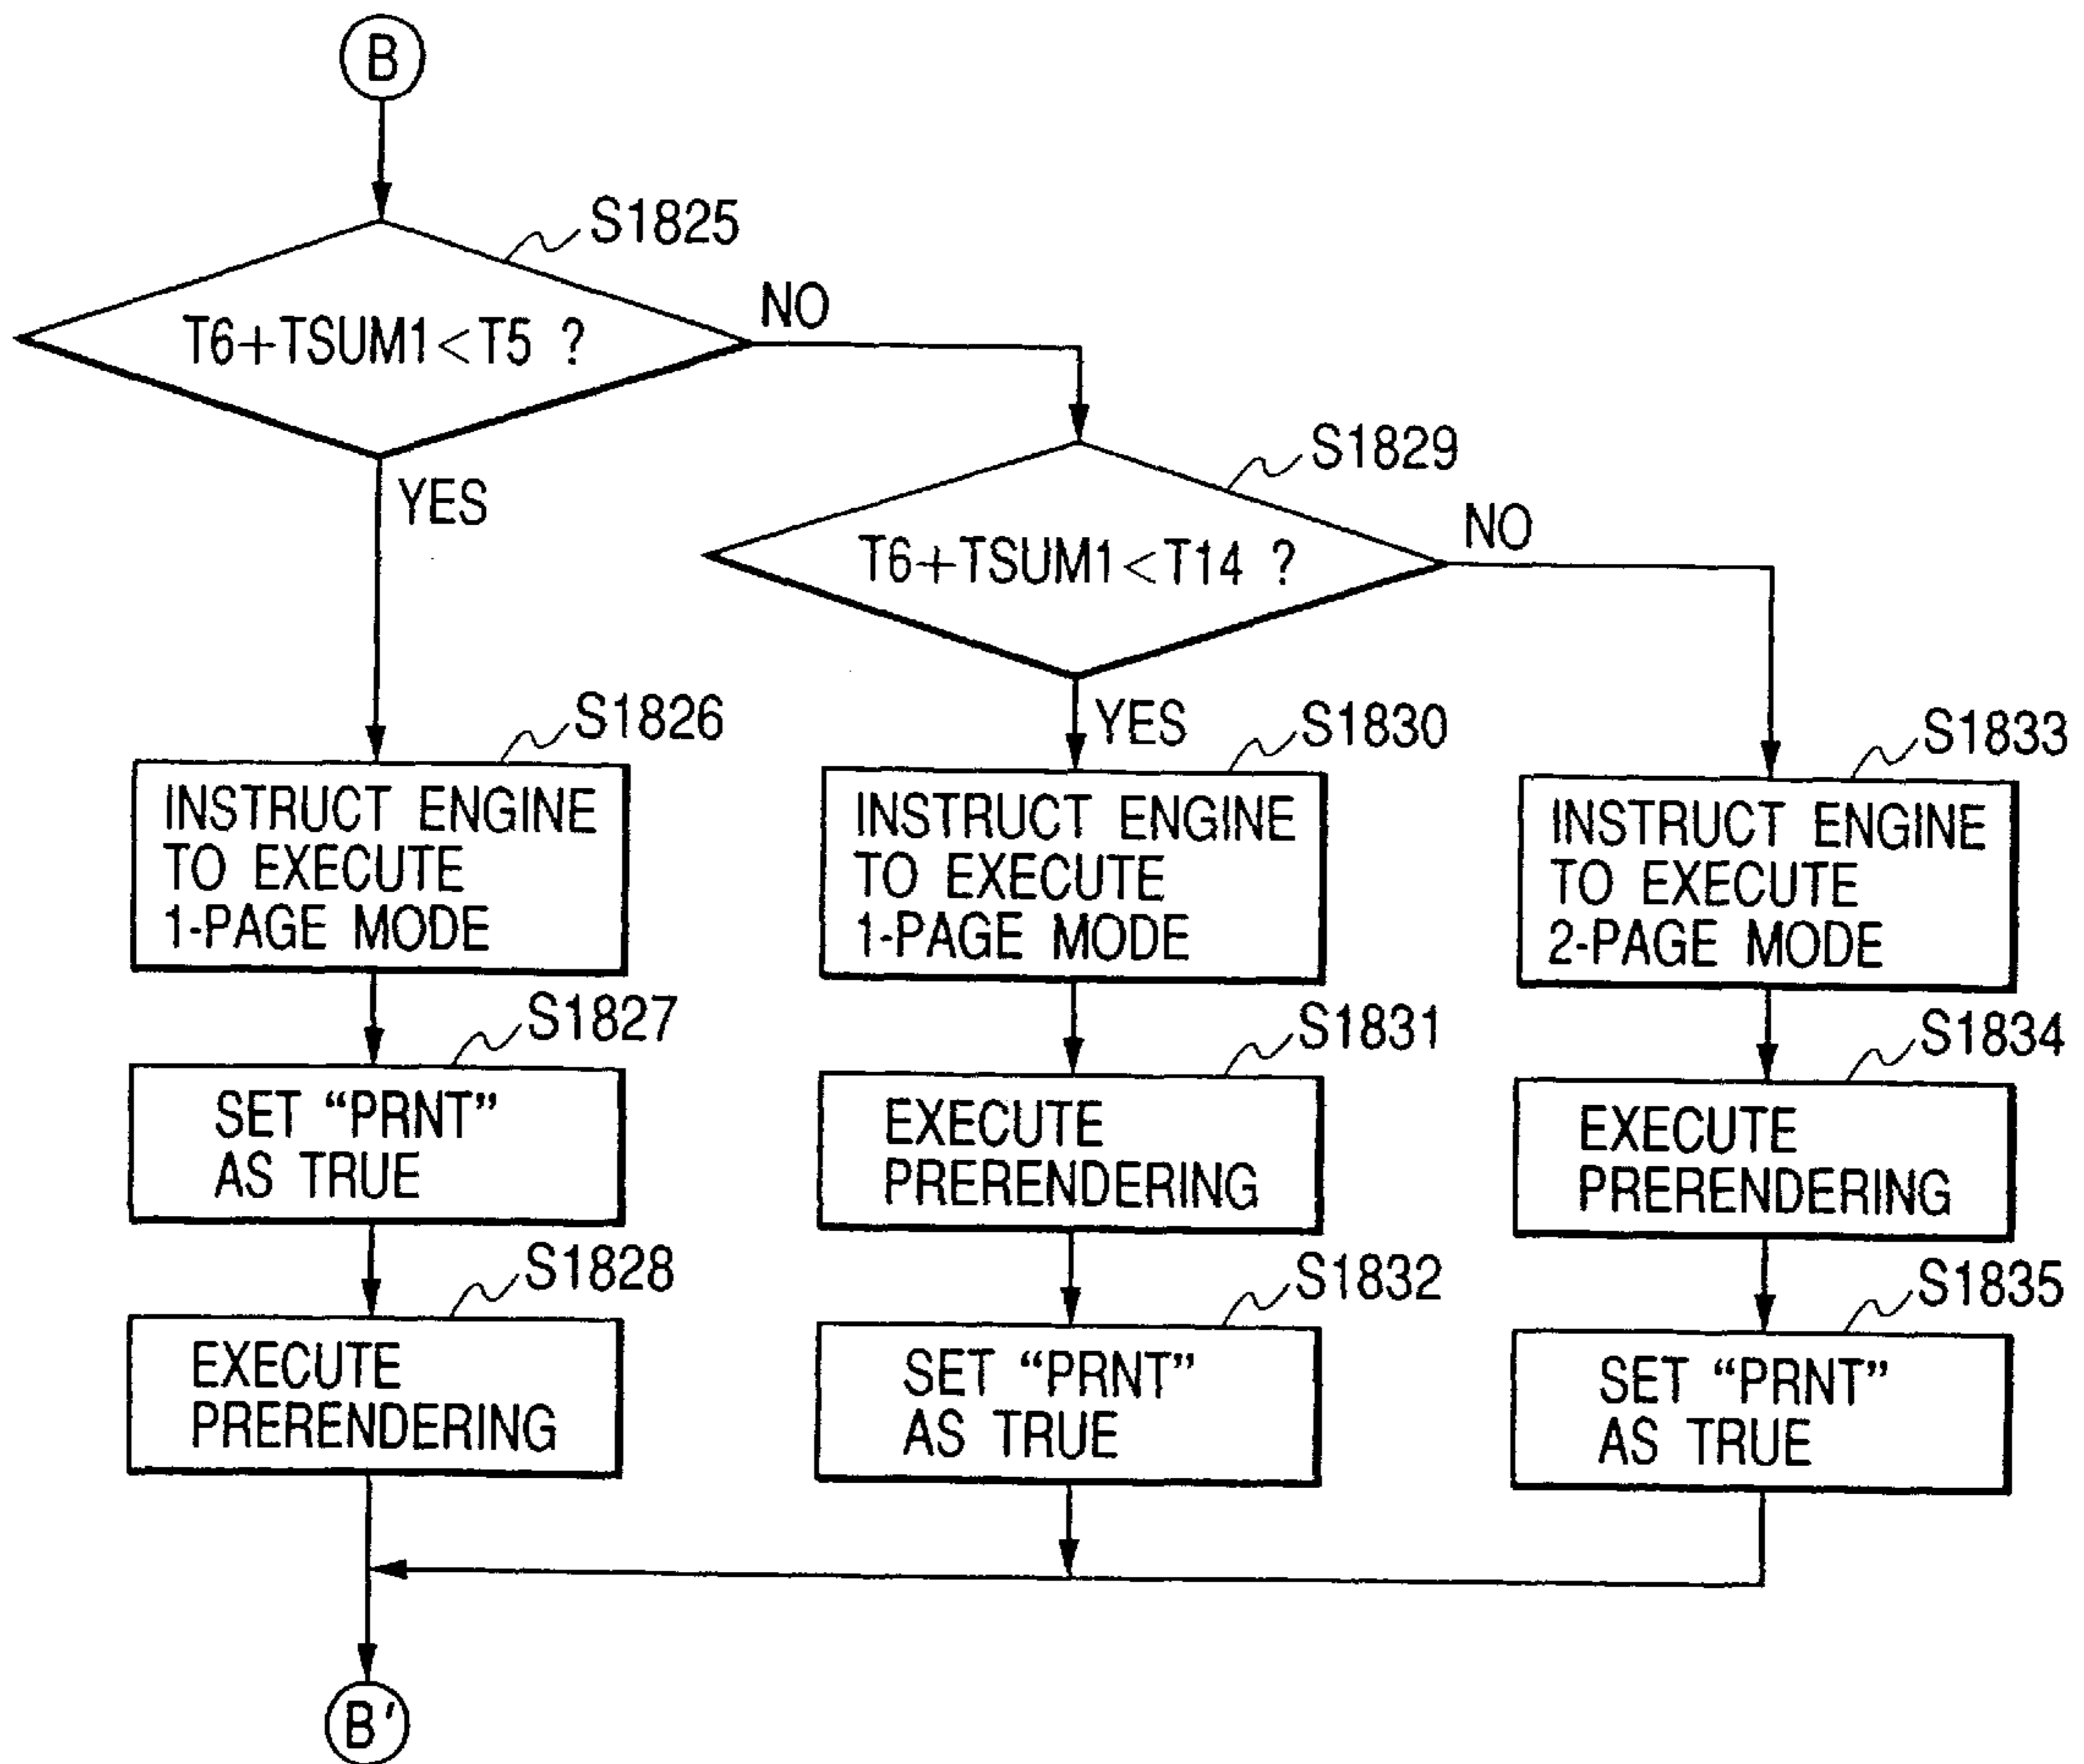 B
S1825
T6+TSUM1<T5 ?
NO
YES
S1829
T6+TSUM1<T14 ?
NO
YES
S1826
INSTRUCT ENGINE
TO EXECUTE
1-PAGE MODE
S1827
SET “PRNT”
AS TRUE
S1828
EXECUTE
PRERENDERING
S1830
INSTRUCT ENGINE
TO EXECUTE
1-PAGE MODE
S1831
EXECUTE
PRERENDERING
S1832
SET “PRNT”
AS TRUE
S1833
INSTRUCT ENGINE
TO EXECUTE
2-PAGE MODE
S1834
EXECUTE
PRERENDERING
S1835
SET “PRNT”
AS TRUE
B'